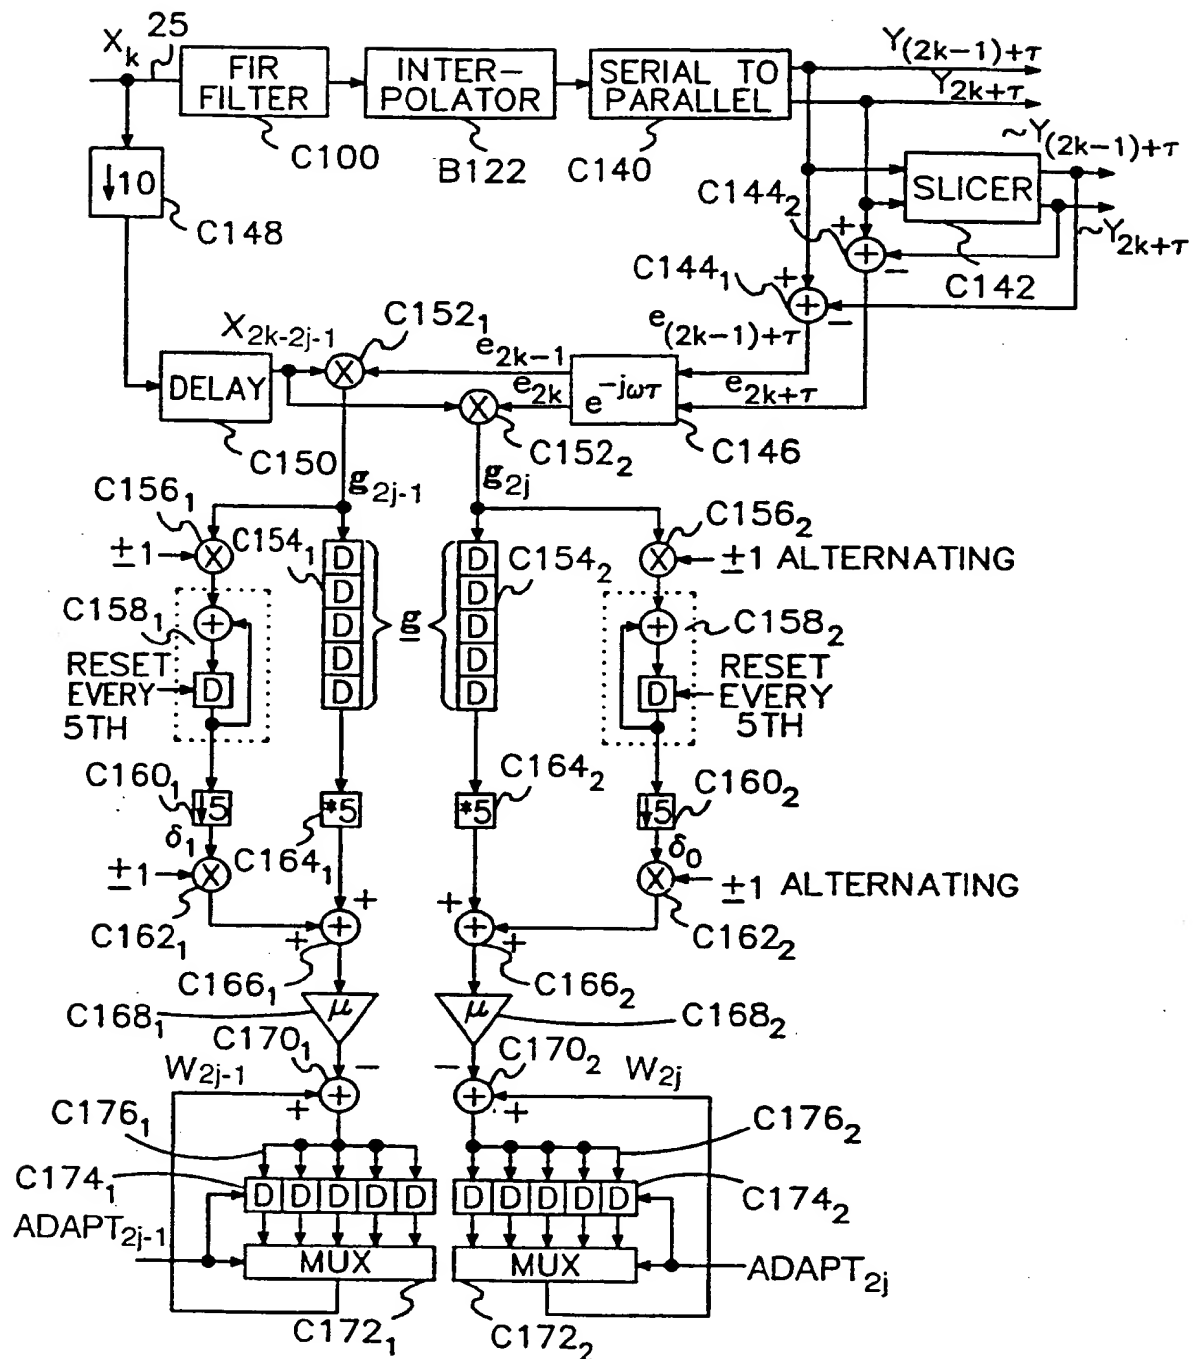 X_k 25
FIR FILTER
INTER-POLATOR
SERIAL TO PARALLEL
Y_(2k-1)+τ
Y_2k+τ
C100
B122
C140
~Y_(2k-1)+τ
SLICER
↓10
C148
C144_2
+
+
−
~Y_2k+τ
C142
C144_1
+
+
−
X_2k-2j-1
C152_1
e_(2k-1)+τ
e_2k-1
DELAY
X
e^-jωτ
e_2k
e_2k+τ
X
C150
C152_2
C146
g_2j-1
g_2j
C156_1
C156_2
±1
X
C154_1
D
D
D
D
D
g
D
D
D
D
D
C154_2
X
±1 ALTERNATING
C158_1
+
+
C158_2
RESET EVERY 5TH
D
D
RESET EVERY 5TH
C160_1
↓5
*5
C164_1
*5
C164_2
↓5
C160_2
δ_1
δ_0
±1
X
X
±1 ALTERNATING
C162_1
+
+
+
+
+
+
C162_2
C166_1
C166_2
C168_1
μ
μ
C168_2
C170_1
−
−
C170_2
W_2j-1
+
+
+
+
W_2j
C176_1
C176_2
C174_1
D D D D D
D D D D D
C174_2
ADAPT_2j-1
MUX
MUX
ADAPT_2j
C172_1
C172_2